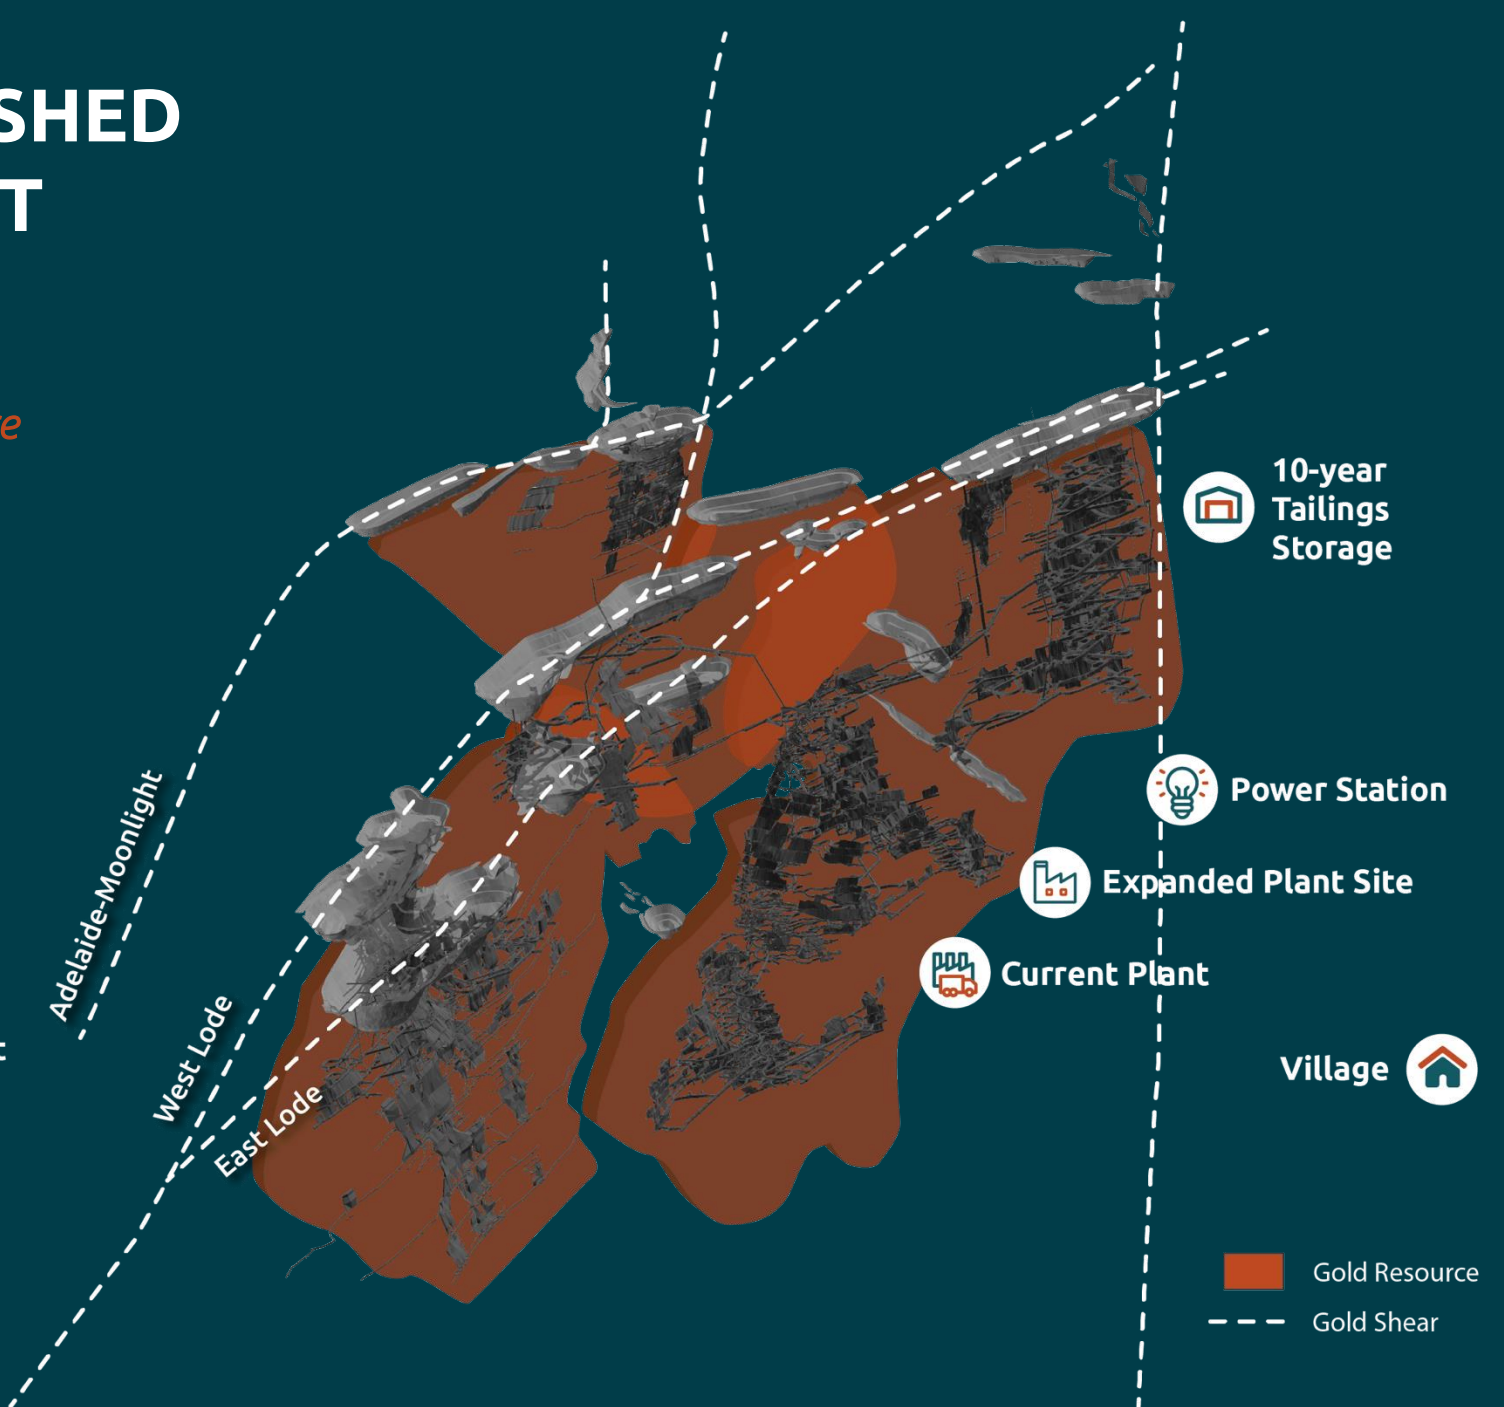 SHED
T
e
10-year
Tailings
Storage
Power Station
Adelaide-Moonlight
Expanded Plant Site
Current Plant
West Lode
t
Village
East Lode
Gold Resource
Gold Shear